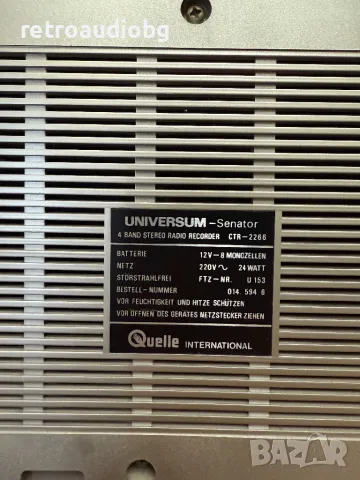 retroaudiobg
UNIVERSUM-Senator
4 BAND STEREO RADIO RECORDER CTR-2266
BATTERIE 12V-8 MONOZELLEN
NETZ 220V ~ 24 WATT
STÖRSTRAHLFREI FTZ-NR. U 153
BESTELL-NUMMER 014.594 6
VOR FEUCHTIGKEIT UND HITZE SCHÜTZEN
VOR ÖFFNEN DES GERÄTES NETZSTECKER ZIEHEN
Quelle INTERNATIONAL
BAZAR